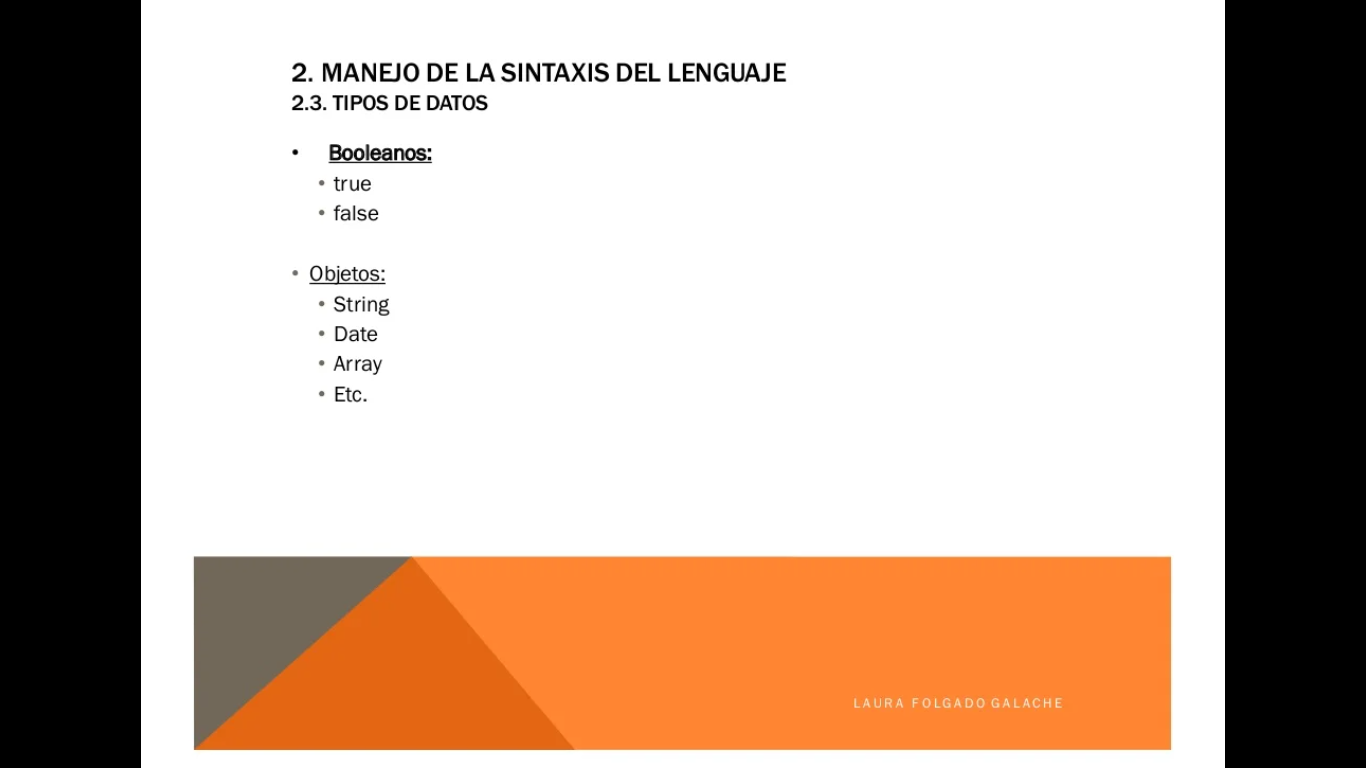 2. MANEJO DE LA SINTAXIS DEL LENGUAJE
2.3. TIPOS DE DATOS
• Booleanos:
• true
• false
• Objetos:
• String
• Date
• Array
• Etc.
LAURA FOLGADO GALACHE